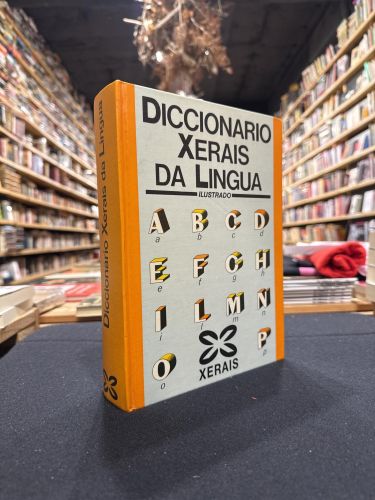 Diccionario Xerais da Lingua
DICCIONARIO
XERAIS
DA LINGUA
ILUSTRADO
A B C D
a b c d
E F G H
e f g h
I L M N
i l m n
O P
o p
XERAIS